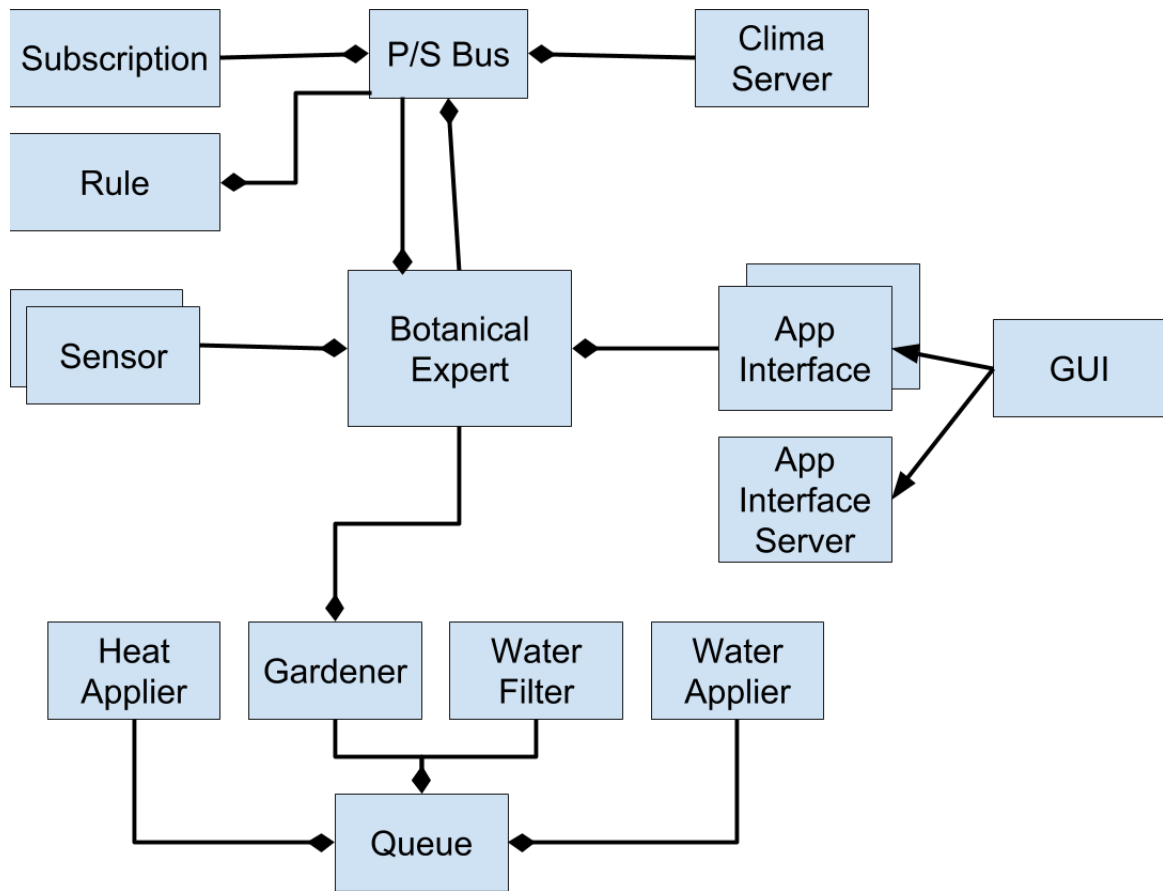 Subscription
P/S Bus
Clima
Server
Rule
Sensor
Botanical
Expert
App
Interface
GUI
App
Interface
Server
Heat
Applier
Gardener
Water
Filter
Water
Applier
Queue